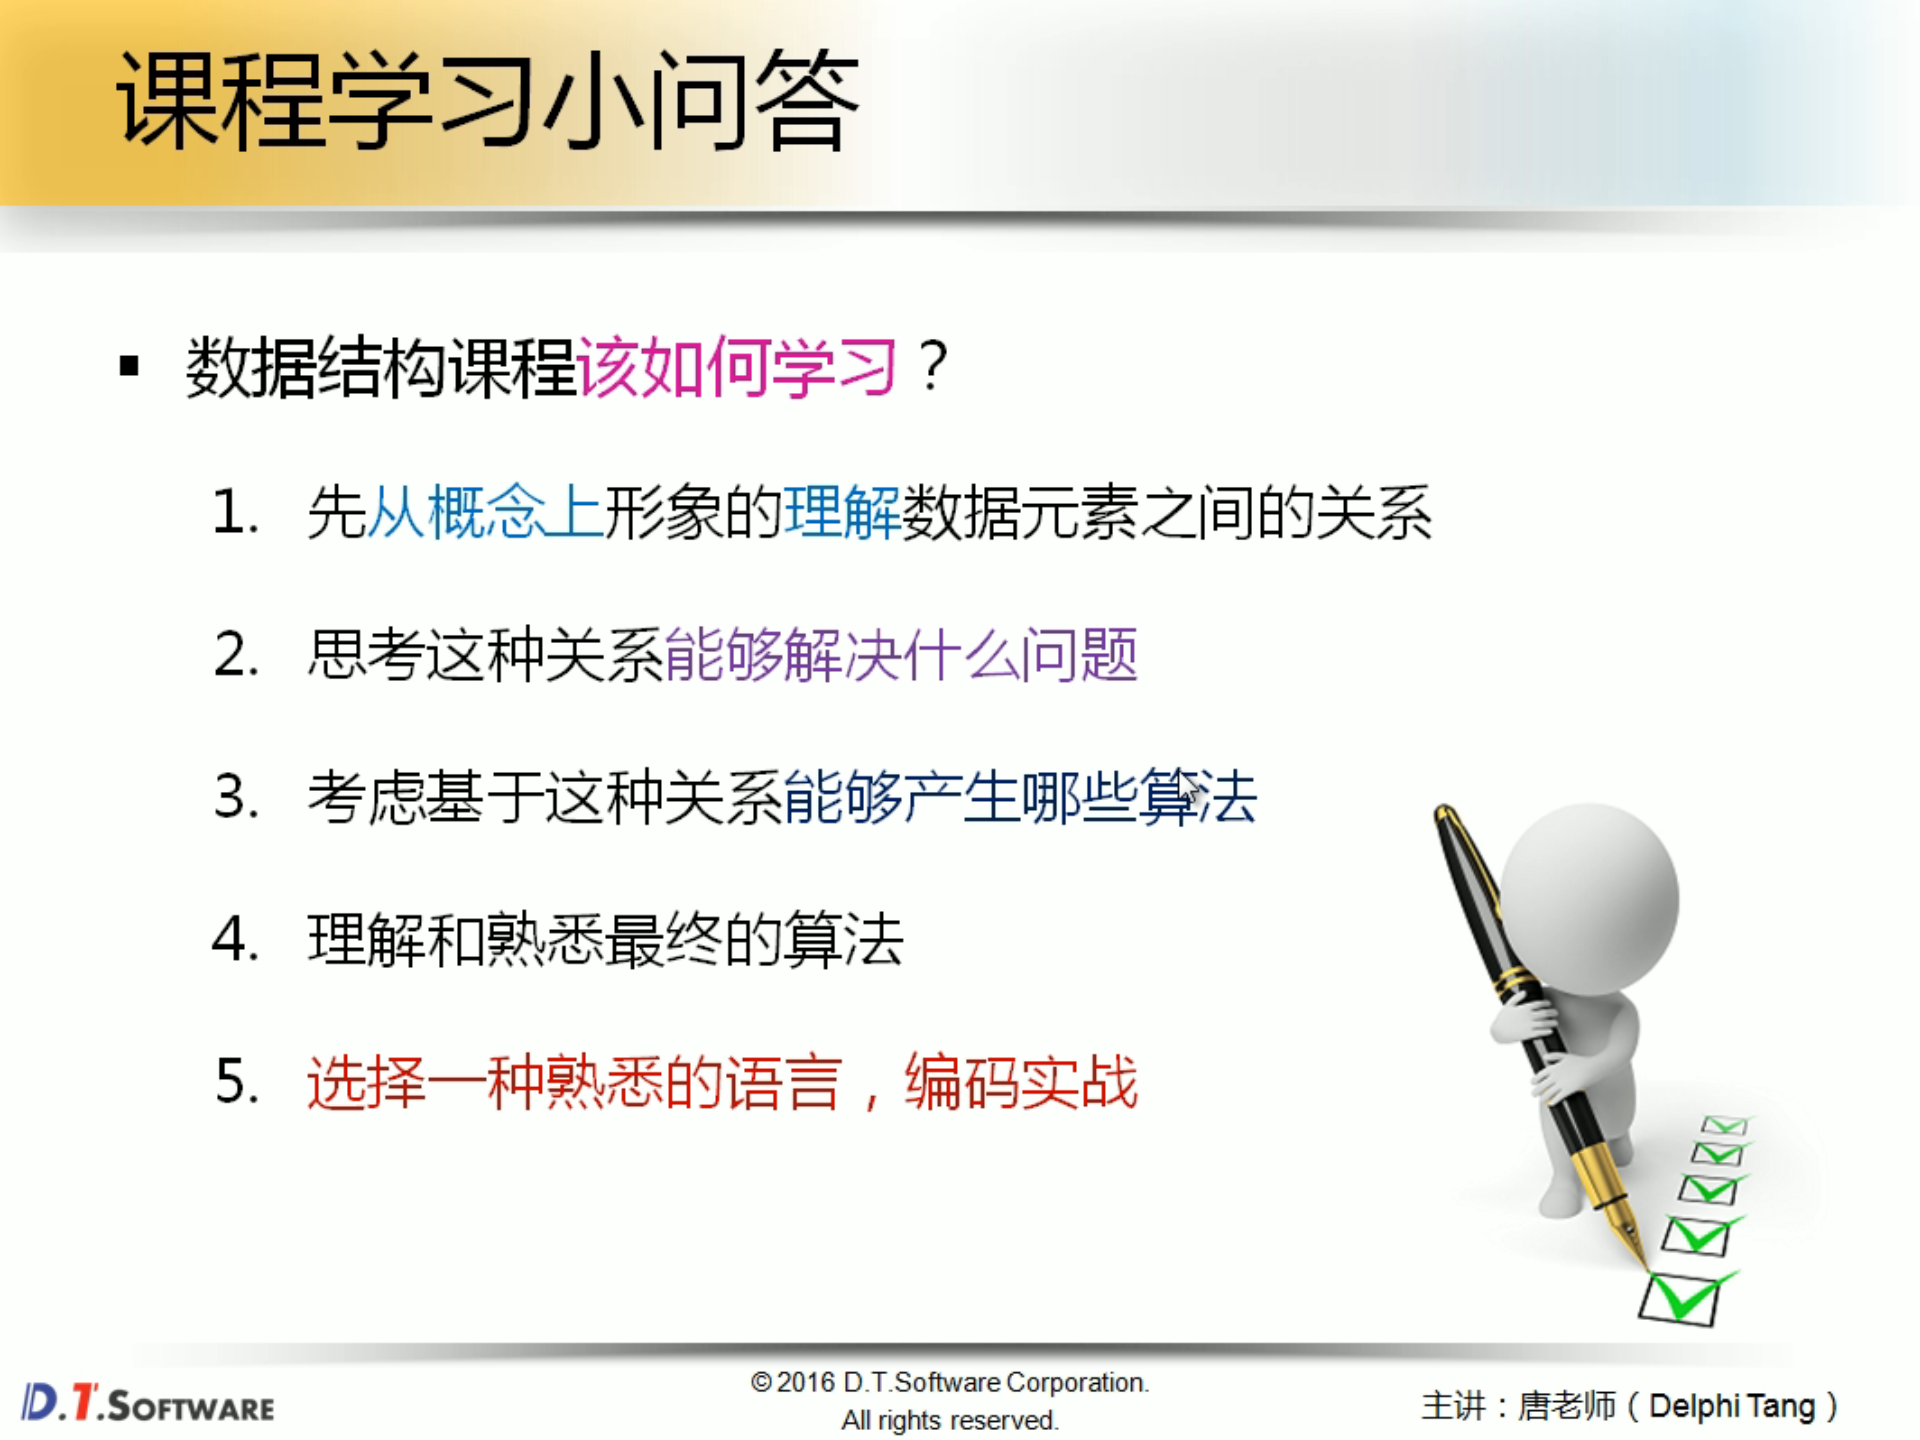 课程学习小问答
▪ 数据结构课程该如何学习？
1. 先从概念上形象的理解数据元素之间的关系
2. 思考这种关系能够解决什么问题
3. 考虑基于这种关系能够产生哪些算法
4. 理解和熟悉最终的算法
5. 选择一种熟悉的语言，编码实战
D.T.SOFTWARE
© 2016 D.T.Software Corporation.
All rights reserved.
主讲：唐老师（Delphi Tang）